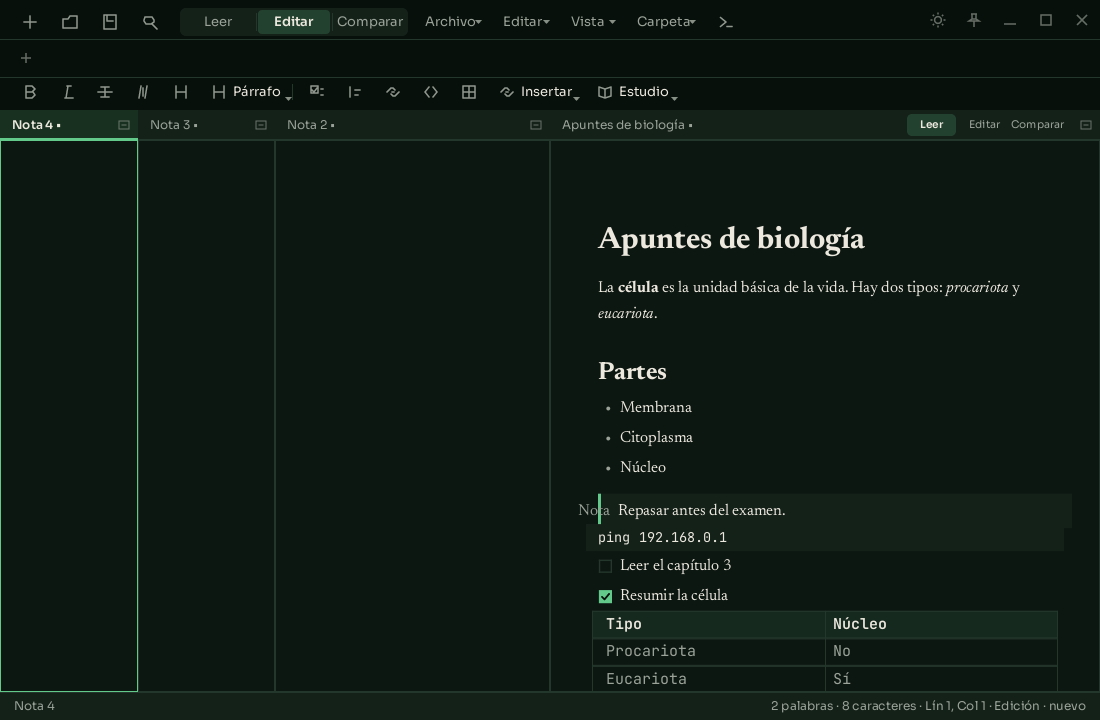 Leer Editar Comparar Archivo Editar Vista Carpeta
Párrafo Insertar Estudio
Nota 4 • Nota 3 • Nota 2 • Apuntes de biología • Leer Editar Comparar
Apuntes de biología
La célula es la unidad básica de la vida. Hay dos tipos: procariota y
eucariota.
Partes
• Membrana
• Citoplasma
• Núcleo
Nota Repasar antes del examen.
ping 192.168.0.1
Leer el capítulo 3
Resumir la célula
Tipo Núcleo
Procariota No
Eucariota Sí
Nota 4 2 palabras · 8 caracteres · Lín 1, Col 1 · Edición · nuevo